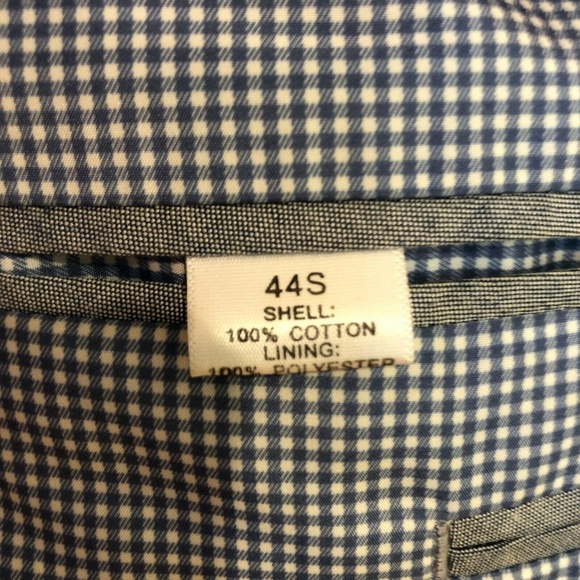 44S
SHELL:
100% COTTON
LINING:
100% POLYESTER